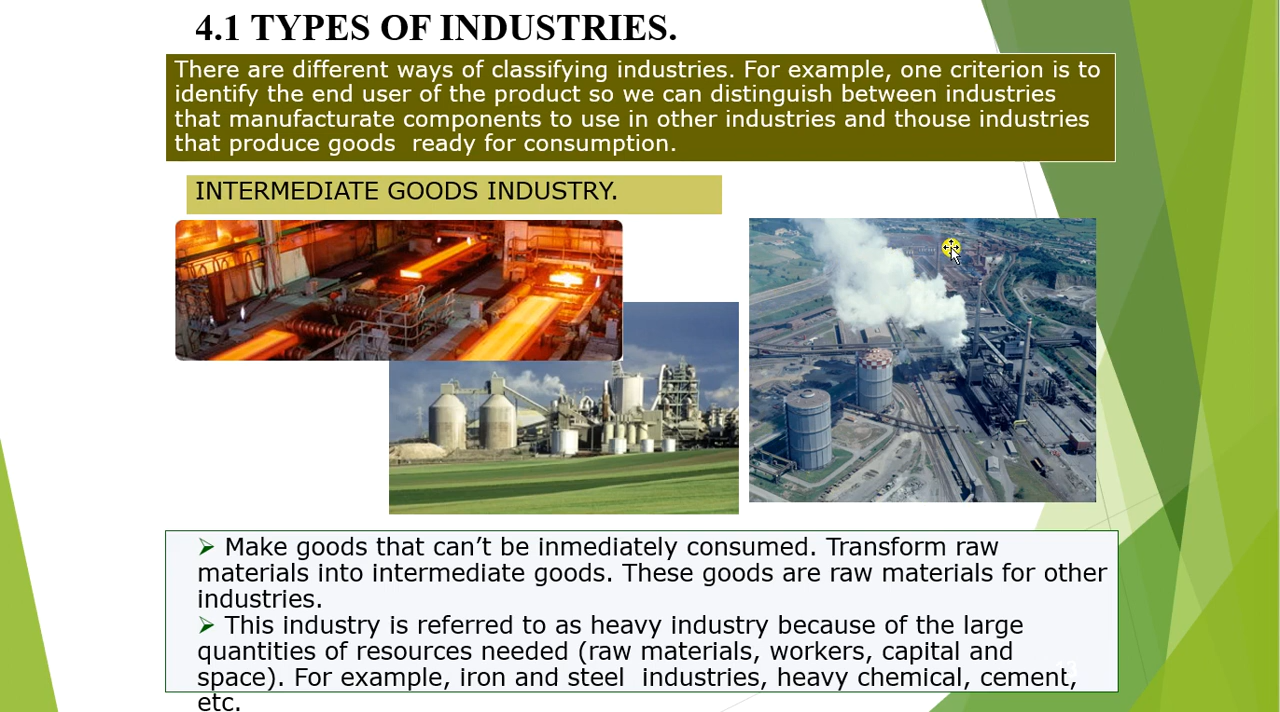 4.1 TYPES OF INDUSTRIES.
There are different ways of classifying industries. For example, one criterion is to
identify the end user of the product so we can distinguish between industries
that manufacturate components to use in other industries and thouse industries
that produce goods  ready for consumption.
INTERMEDIATE GOODS INDUSTRY.
➢ Make goods that can’t be inmediately consumed. Transform raw
materials into intermediate goods. These goods are raw materials for other
industries.
➢ This industry is referred to as heavy industry because of the large
quantities of resources needed (raw materials, workers, capital and
space). For example, iron and steel  industries, heavy chemical, cement,
etc.